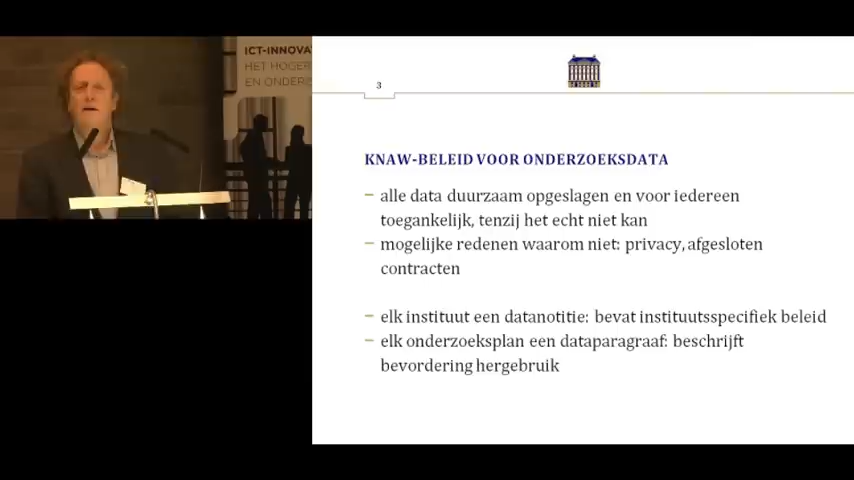 ICT-INNOVA
HET HOGER
EN ONDER
3
KNAW-BELEID VOOR ONDERZOEKSDATA
– alle data duurzaam opgeslagen en voor iedereen
toegankelijk, tenzij het echt niet kan
– mogelijke redenen waarom niet: privacy, afgesloten
contracten
– elk instituut een datanotitie: bevat instituutsspecifiek beleid
– elk onderzoeksplan een dataparagraaf: beschrijft
bevordering hergebruik